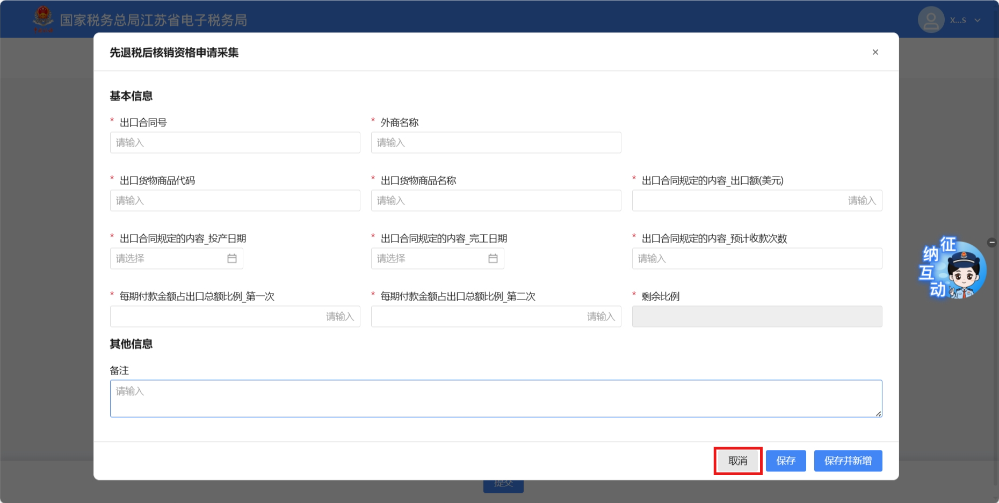 国家税务总局江苏省电子税务局
X...S
先退税后核销资格申请采集
×
基本信息
* 出口合同号
* 外商名称
请输入
请输入
* 出口货物商品代码
* 出口货物商品名称
* 出口合同规定的内容_出口额(美元)
请输入
请输入
请输入
* 出口合同规定的内容_投产日期
* 出口合同规定的内容_完工日期
* 出口合同规定的内容_预计收款次数
请选择
请选择
请输入
* 每期付款金额占出口总额比例_第一次
* 每期付款金额占出口总额比例_第二次
* 剩余比例
请输入
请输入
其他信息
备注
请输入
取消
保存
保存并新增
提交
征纳互动